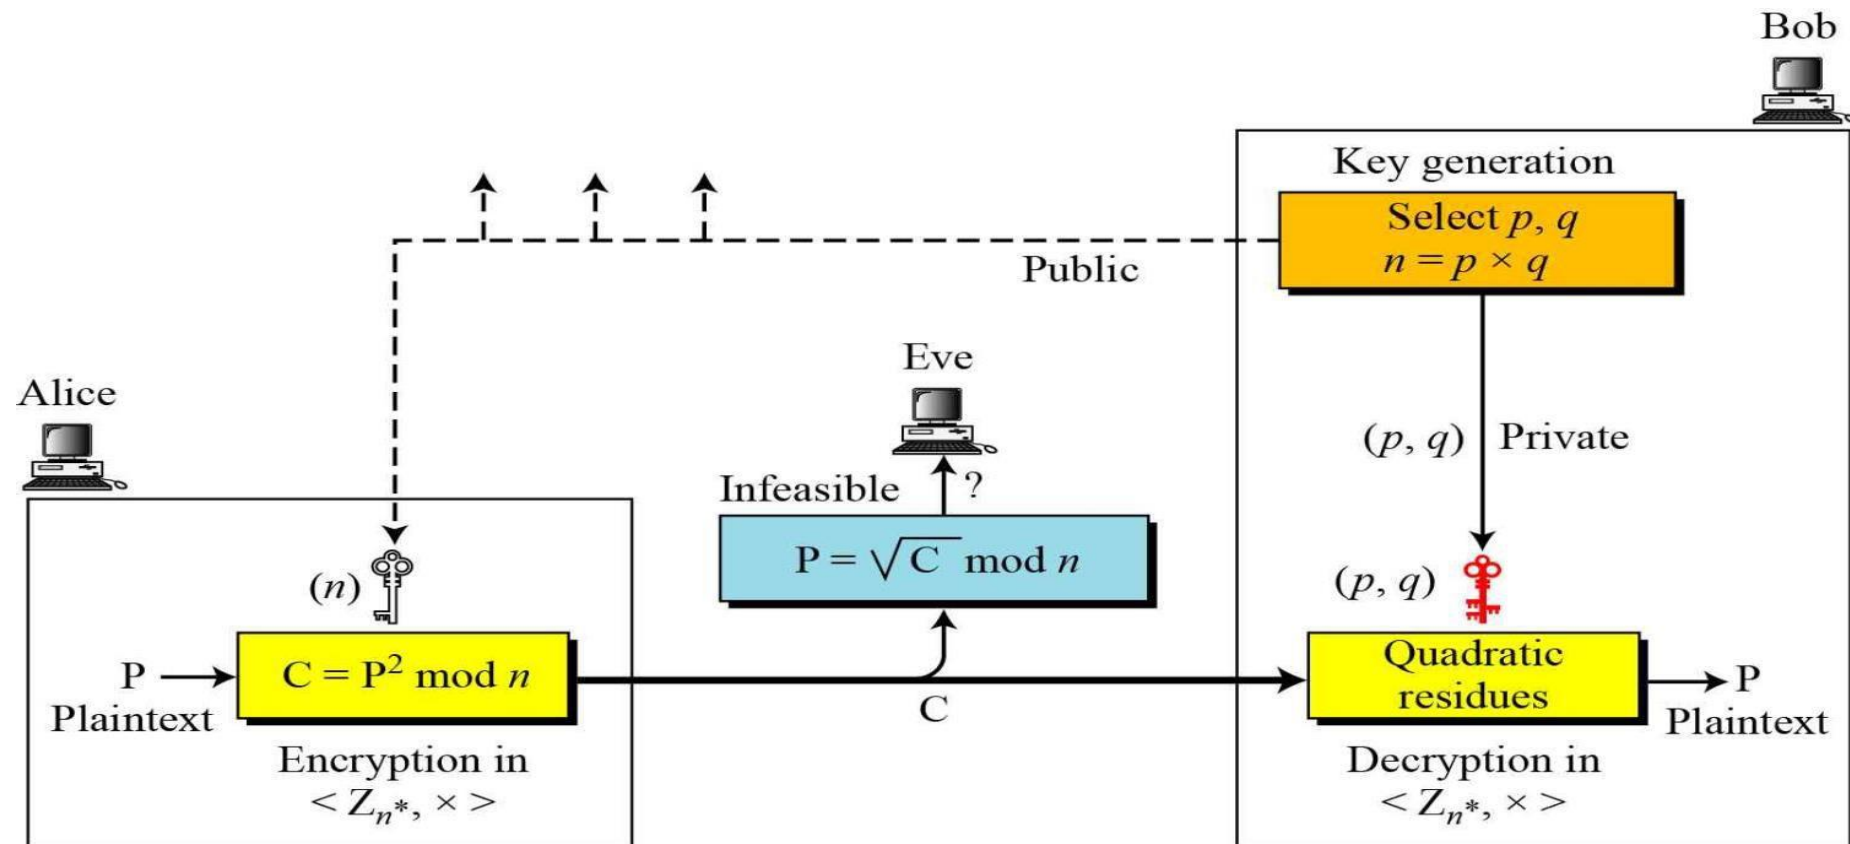 Bob
Key generation
Select p, q
n = p × q
Public
Eve
Alice
(p, q) Private
Infeasible ?
P = √C mod n
(n)
(p, q)
P
Plaintext
C = P² mod n
C
Quadratic
residues
P
Plaintext
Encryption in
< Zₙ*, × >
Decryption in
< Zₙ*, × >